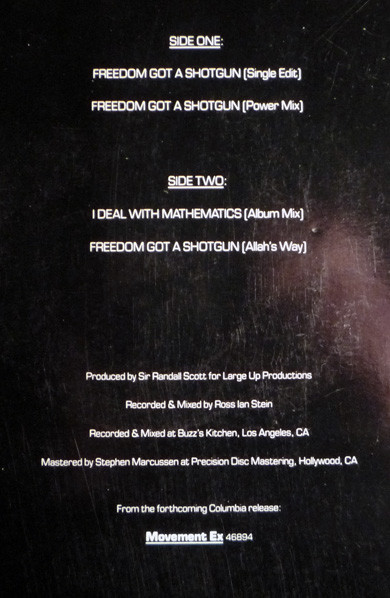 SIDE ONE:
FREEDOM GOT A SHOTGUN (Single Edit)
FREEDOM GOT A SHOTGUN (Power Mix)
SIDE TWO:
I DEAL WITH MATHEMATICS (Album Mix)
FREEDOM GOT A SHOTGUN (Allah's Way)
Produced by Sir Randall Scott for Large Up Productions
Recorded & Mixed by Ross Ian Stein
Recorded & Mixed at Buzz's Kitchen, Los Angeles, CA
Mastered by Stephen Marcussen at Precision Disc Mastering, Hollywood, CA
From the forthcoming Columbia release:
Movement Ex 46894